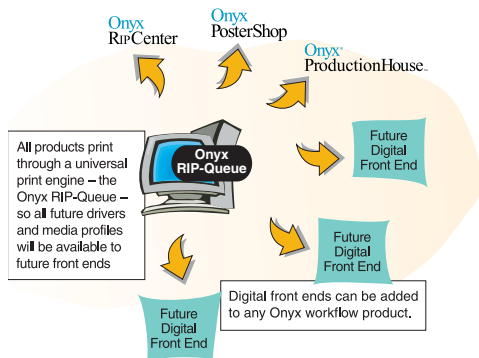 Onyx
RIPCenter
Onyx
PosterShop
Onyx®
ProductionHouse™
All products print
through a universal
print engine – the
Onyx RIP-Queue –
so all future drivers
and media profiles
will be available to
future front ends
Onyx
RIP-Queue
Future
Digital
Front End
Future
Digital
Front End
Digital front ends can be added
to any Onyx workflow product.
Future
Digital
Front End